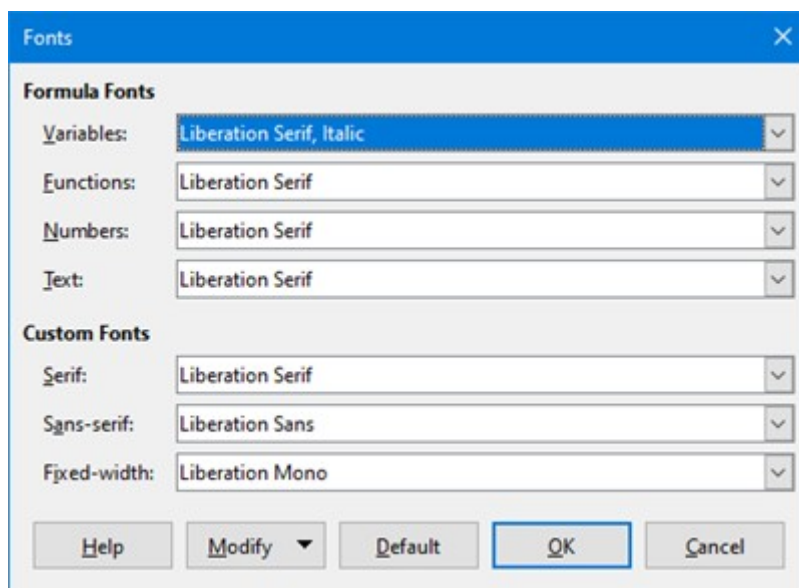 Fonts
Formula Fonts
Variables: Liberation Serif, Italic
Functions: Liberation Serif
Numbers: Liberation Serif
Text: Liberation Serif
Custom Fonts
Serif: Liberation Serif
Sans-serif: Liberation Sans
Fixed-width: Liberation Mono
Help Modify Default OK Cancel